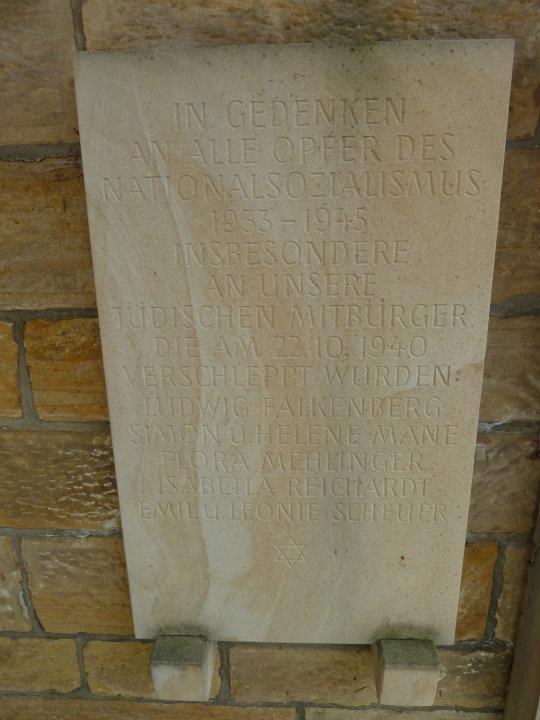 IN GEDENKEN
AN ALLE OPFER DES
NATIONALSOZIALISMUS
1933-1945
INSBESONDERE
AN UNSERE
JÜDISCHEN MITBÜRGER
DIE AM 22.10.1940
VERSCHLEPPT WURDEN:
LUDWIG FALKENBERG
SIMON U. HELENE MANE
FLORA MEHLINGER
ISABELLA REICHARDT
EMIL U. LEONIE SCHEUER